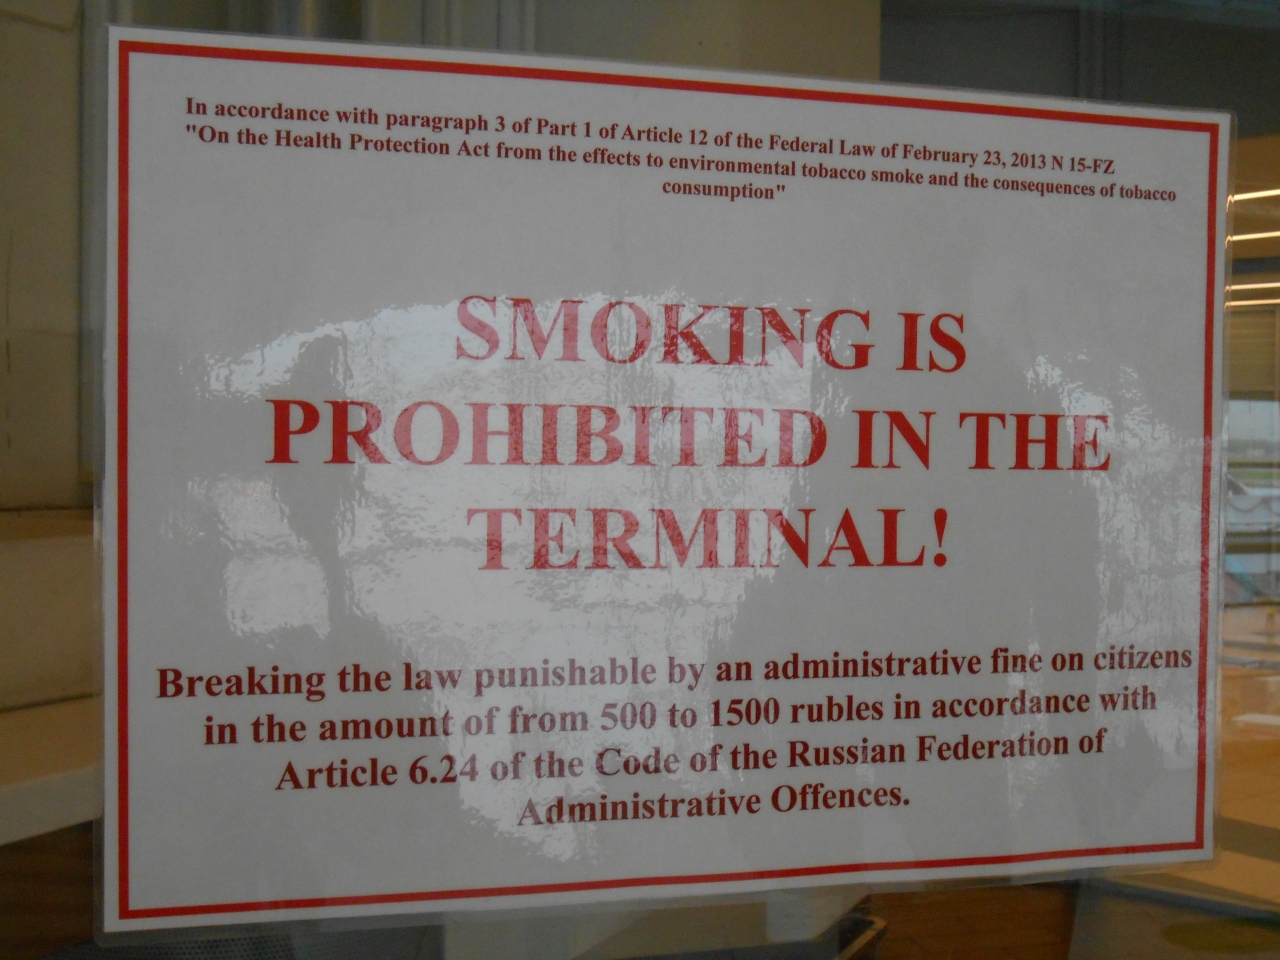 In accordance with paragraph 3 of Part 1 of Article 12 of the Federal Law of February 23, 2013 N 15-FZ
"On the Health Protection Act from the effects to environmental tobacco smoke and the consequences of tobacco
consumption"
SMOKING IS
PROHIBITED IN THE
TERMINAL!
Breaking the law punishable by an administrative fine on citizens
in the amount of from 500 to 1500 rubles in accordance with
Article 6.24 of the Code of the Russian Federation of
Administrative Offences.